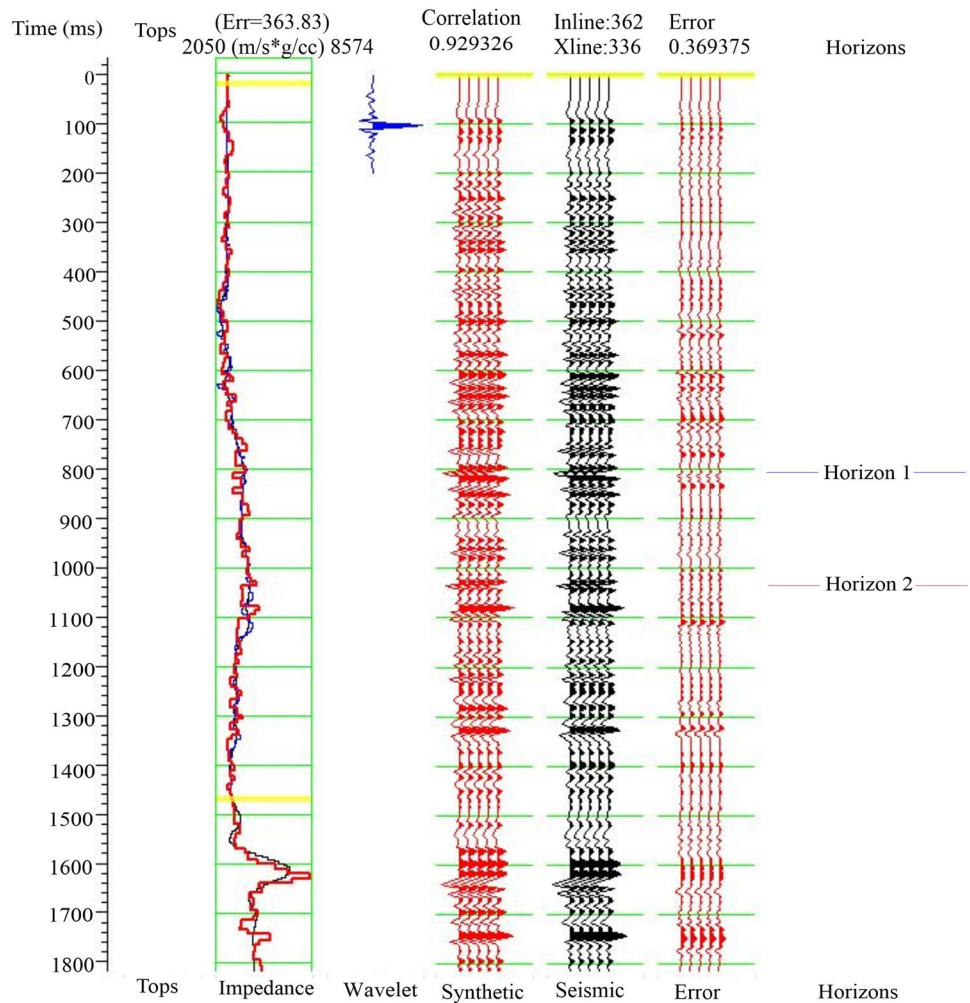 Time (ms)
Tops
(Err=363.83)
2050 (m/s*g/cc) 8574
Correlation
0.929326
Inline:362
Xline:336
Error
0.369375
Horizons
0
100
200
300
400
500
600
700
800
900
1000
1100
1200
1300
1400
1500
1600
1700
1800
Horizon 1
Horizon 2
Tops
Impedance
Wavelet
Synthetic
Seismic
Error
Horizons